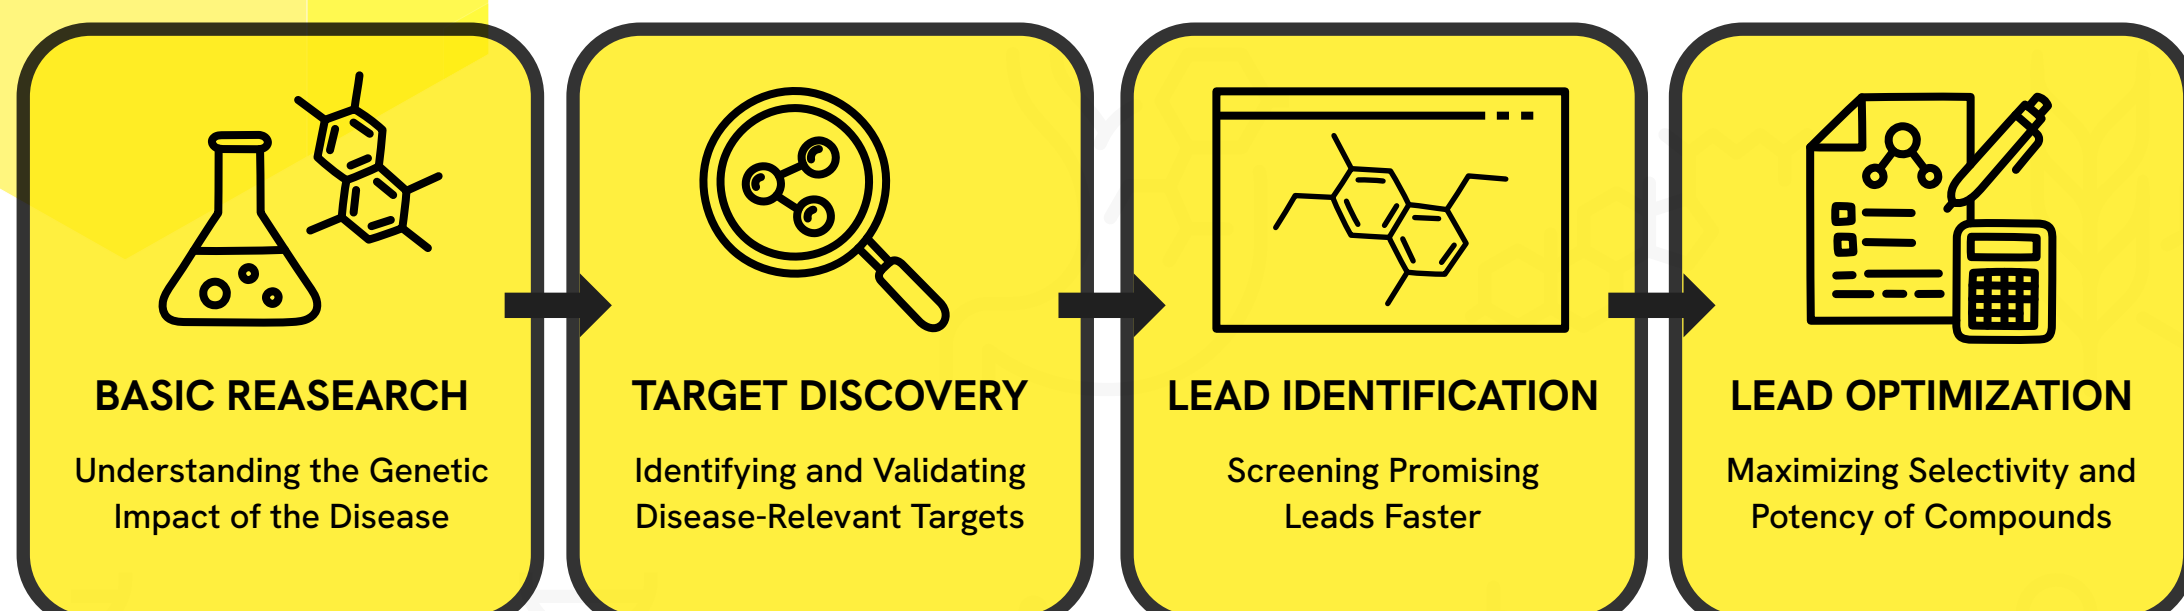 BASIC REASEARCH
Understanding the Genetic
Impact of the Disease
TARGET DISCOVERY
Identifying and Validating
Disease-Relevant Targets
LEAD IDENTIFICATION
Screening Promising
Leads Faster
LEAD OPTIMIZATION
Maximizing Selectivity and
Potency of Compounds